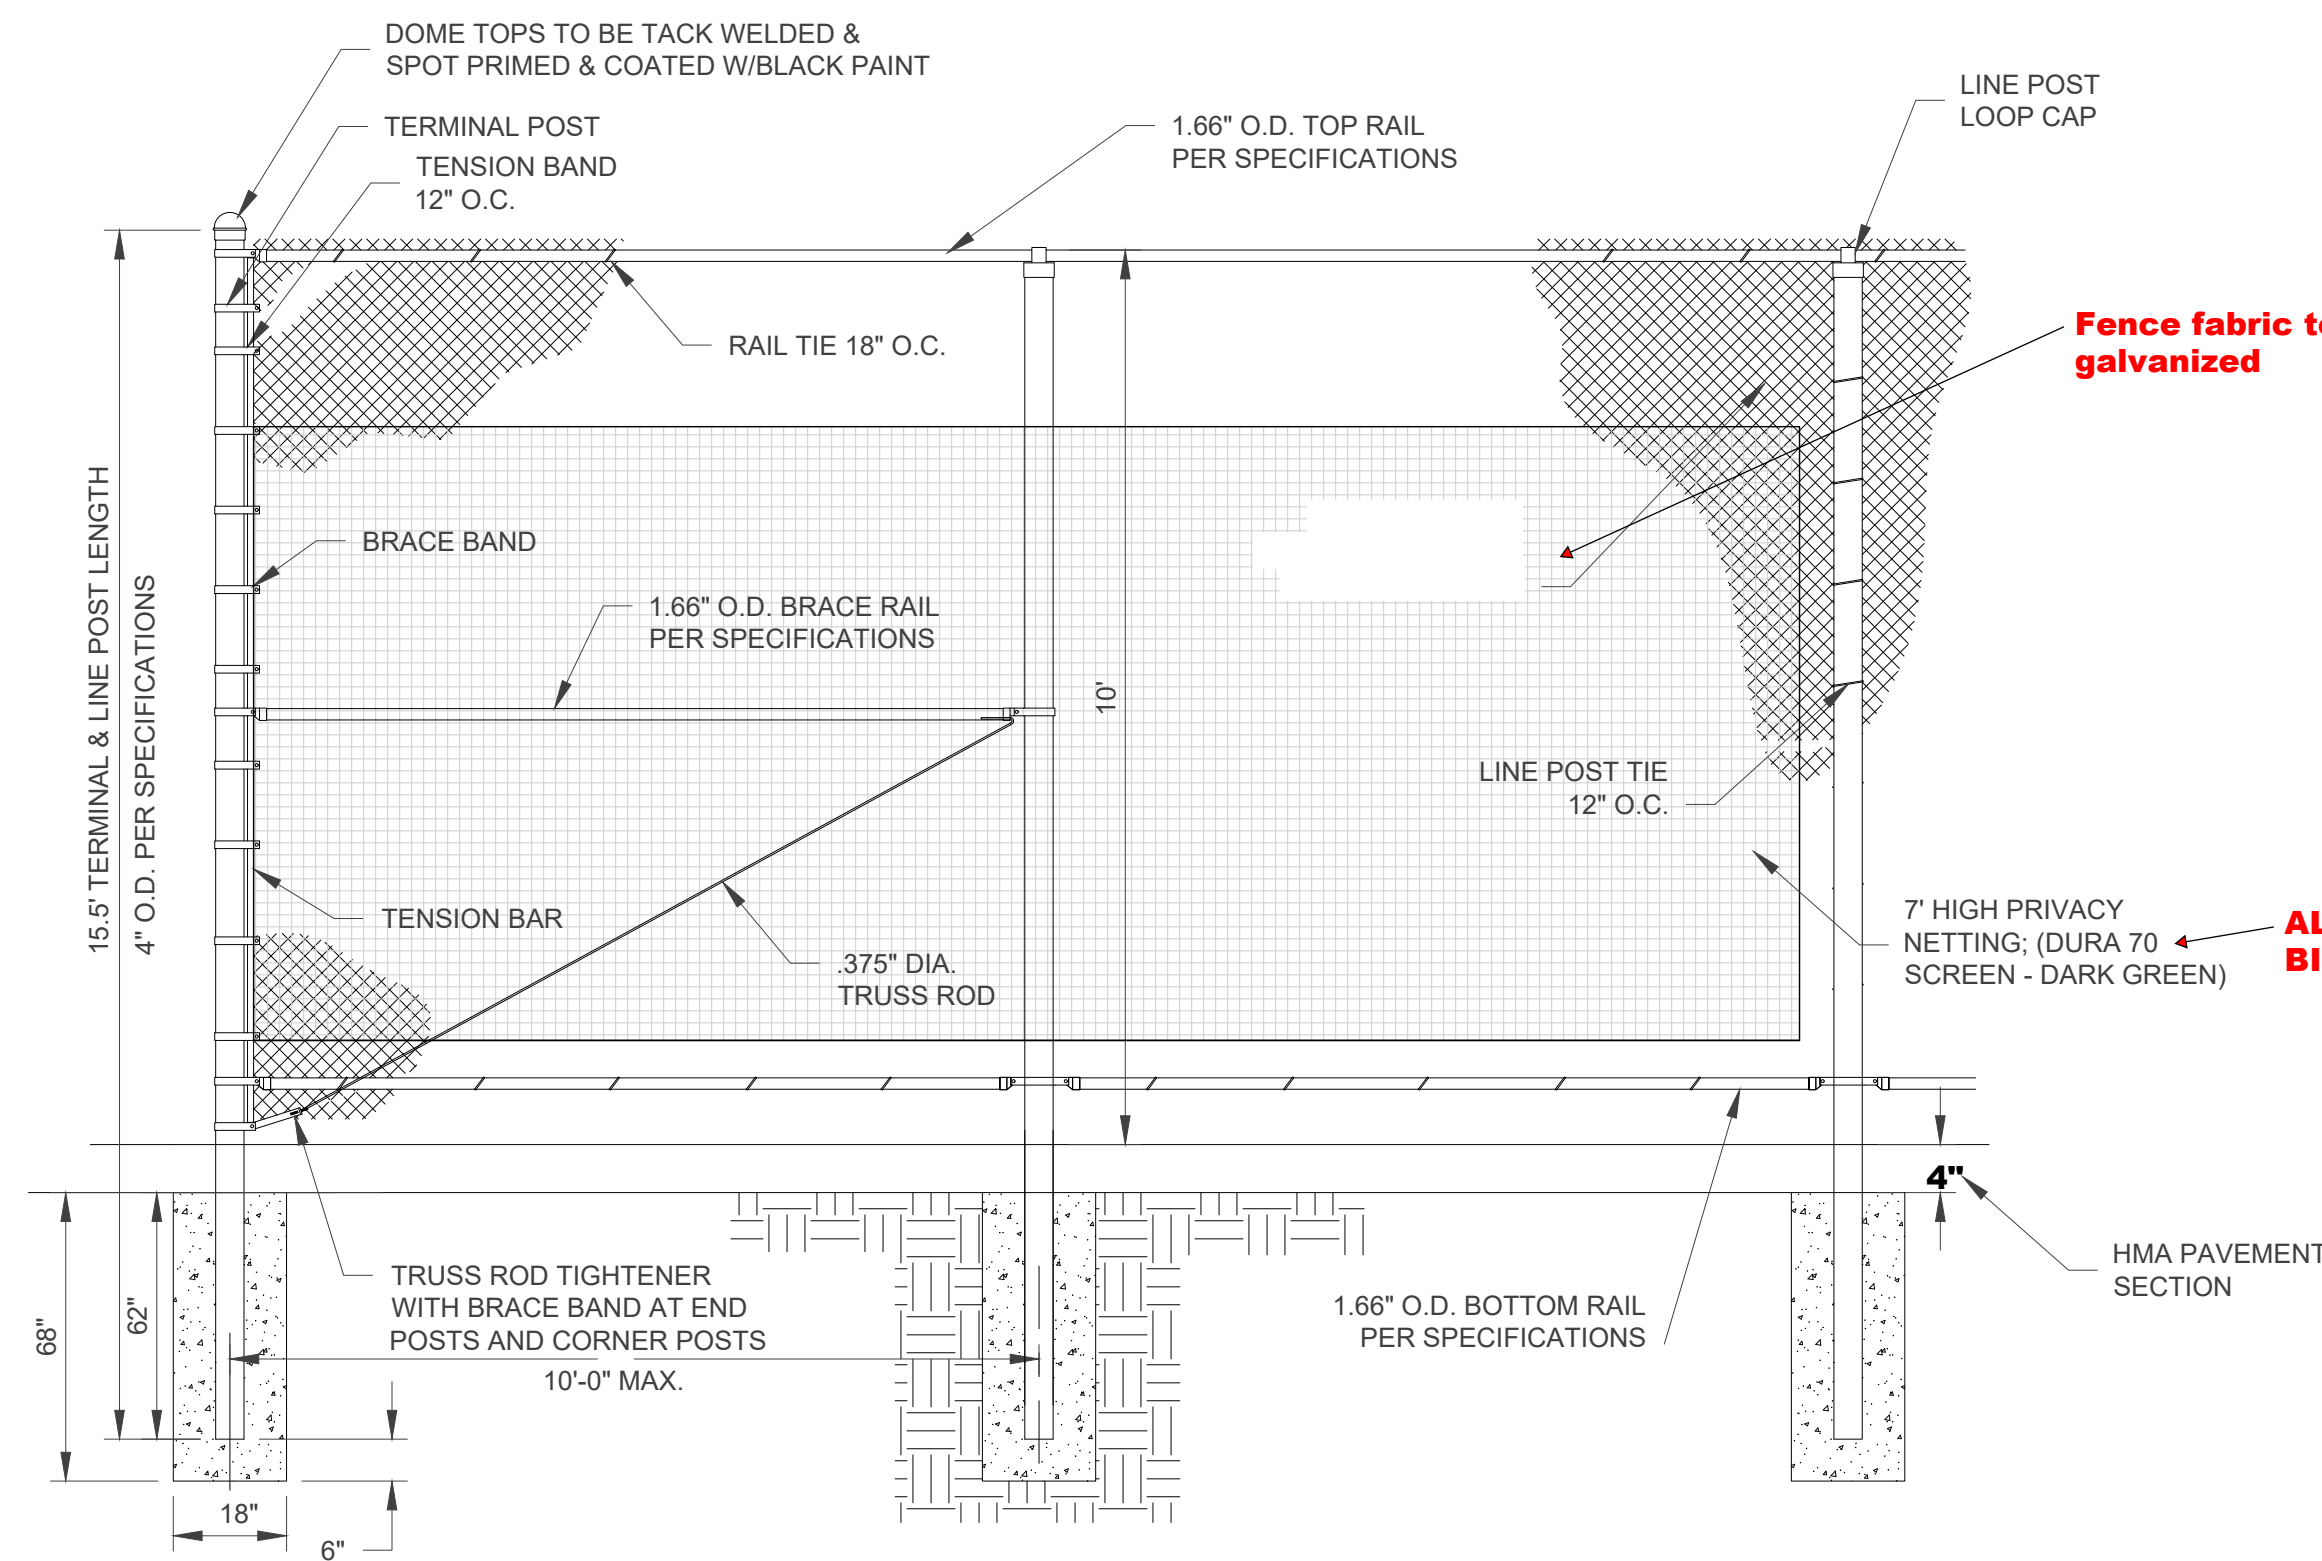 DOME TOPS TO BE TACK WELDED &
SPOT PRIMED & COATED W/BLACK PAINT
TERMINAL POST
TENSION BAND
12" O.C.
1.66" O.D. TOP RAIL
PER SPECIFICATIONS
LINE POST
LOOP CAP
Fence fabric
galvanized
RAIL TIE 18" O.C.
15.5' TERMINAL & LINE POST LENGTH
4" O.D. PER SPECIFICATIONS
BRACE BAND
1.66" O.D. BRACE RAIL
PER SPECIFICATIONS
10'
LINE POST TIE
12" O.C.
TENSION BAR
.375" DIA.
TRUSS ROD
7' HIGH PRIVACY
NETTING; (DURA 70
SCREEN - DARK GREEN)
4"
HMA PAVEMENT
SECTION
TRUSS ROD TIGHTENER
WITH BRACE BAND AT END
POSTS AND CORNER POSTS
1.66" O.D. BOTTOM RAIL
PER SPECIFICATIONS
68"
62"
10'-0" MAX.
18"
6"